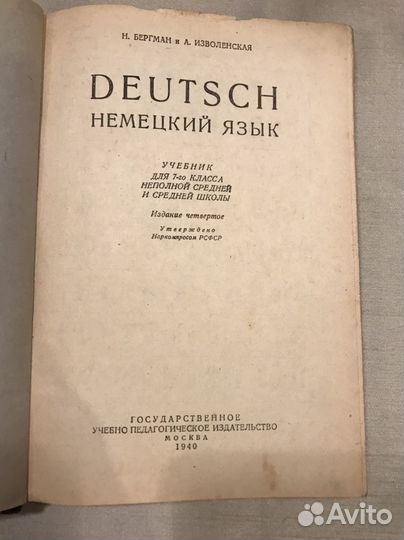 Н. БЕРГМАН и А. ИЗВОЛЕНСКАЯ
DEUTSCH
НЕМЕЦКИЙ ЯЗЫК
УЧЕБНИК
ДЛЯ 7-го КЛАССА
НЕПОЛНОЙ СРЕДНЕЙ
И СРЕДНЕЙ ШКОЛЫ
Издание четвертое
Утверждено
Наркомпросом РСФСР
ГОСУДАРСТВЕННОЕ
УЧЕБНО ПЕДАГОГИЧЕСКОЕ ИЗДАТЕЛЬСТВО
МОСКВА
1940
Avito